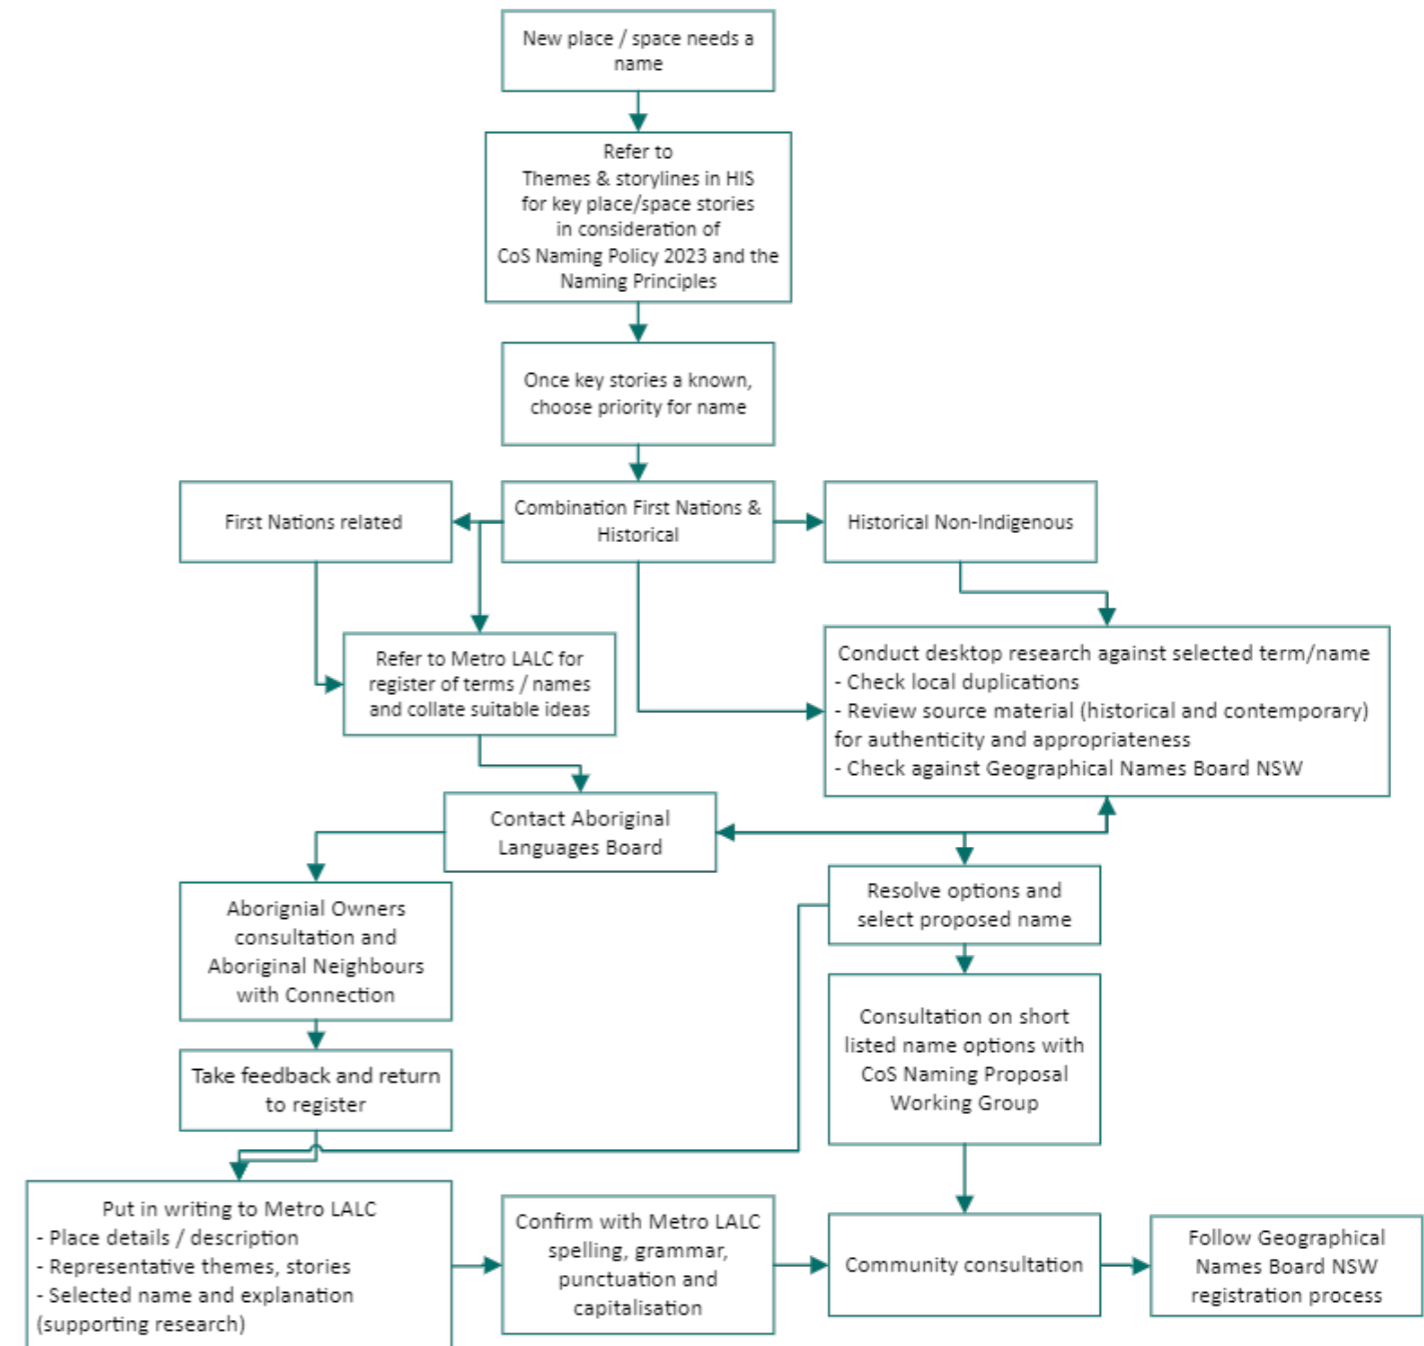 New place / space needs a
name
Refer to
Themes & storylines in HIS
for key place/space stories
in consideration of
CoS Naming Policy 2023 and the
Naming Principles
Once key stories a known,
choose priority for name
First Nations related
Combination First Nations &
Historical
Historical Non-Indigenous
Refer to Metro LALC for
register of terms / names
and collate suitable ideas
Conduct desktop research against selected term/name
- Check local duplications
- Review source material (historical and contemporary)
for authenticity and appropriateness
- Check against Geographical Names Board NSW
Contact Aboriginal
Languages Board
Resolve options and
select proposed name
Aborignial Owners
consultation and
Aboriginal Neighbours
with Connection
Consultation on short
listed name options with
CoS Naming Proposal
Working Group
Take feedback and return
to register
Put in writing to Metro LALC
- Place details / description
- Representative themes, stories
- Selected name and explanation
(supporting research)
Confirm with Metro LALC
spelling, grammar,
punctuation and
capitalisation
Community consultation
Follow Geographical
Names Board NSW
registration process